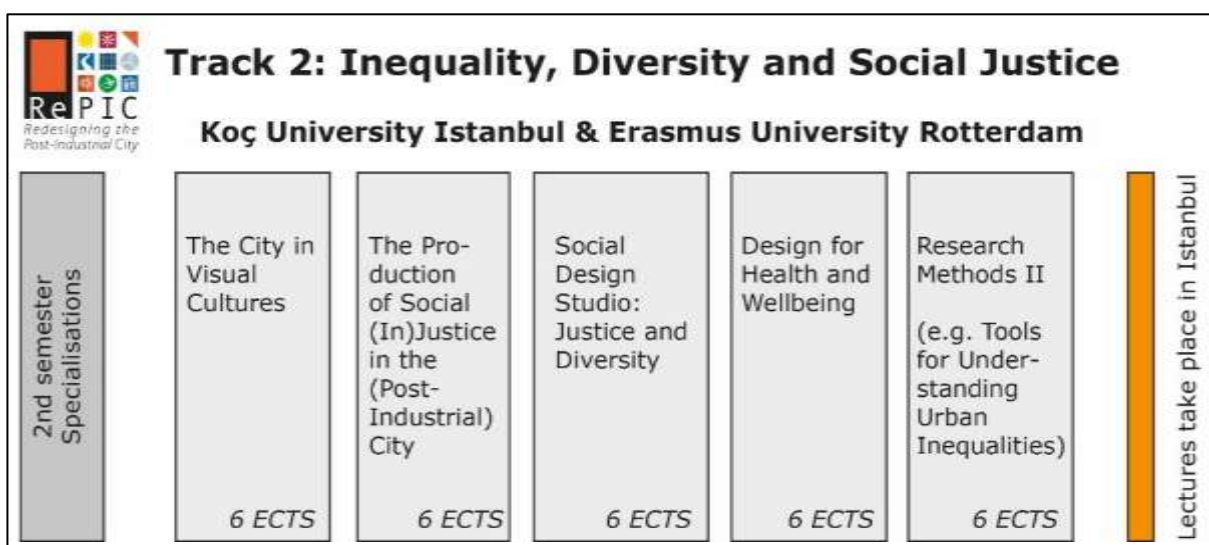 RePIC
Redesigning the
Post-Industrial City
Track 2: Inequality, Diversity and Social Justice
Koç University Istanbul & Erasmus University Rotterdam
2nd semester
Specialisations
The City in
Visual
Cultures
6 ECTS
The Pro-
duction
of Social
(In)Justice
in the
(Post-
Industrial)
City
6 ECTS
Social
Design
Studio:
Justice and
Diversity
6 ECTS
Design for
Health and
Wellbeing
6 ECTS
Research
Methods II
(e.g. Tools
for Under-
standing
Urban
Inequalities)
6 ECTS
Lectures take place in Istanbul